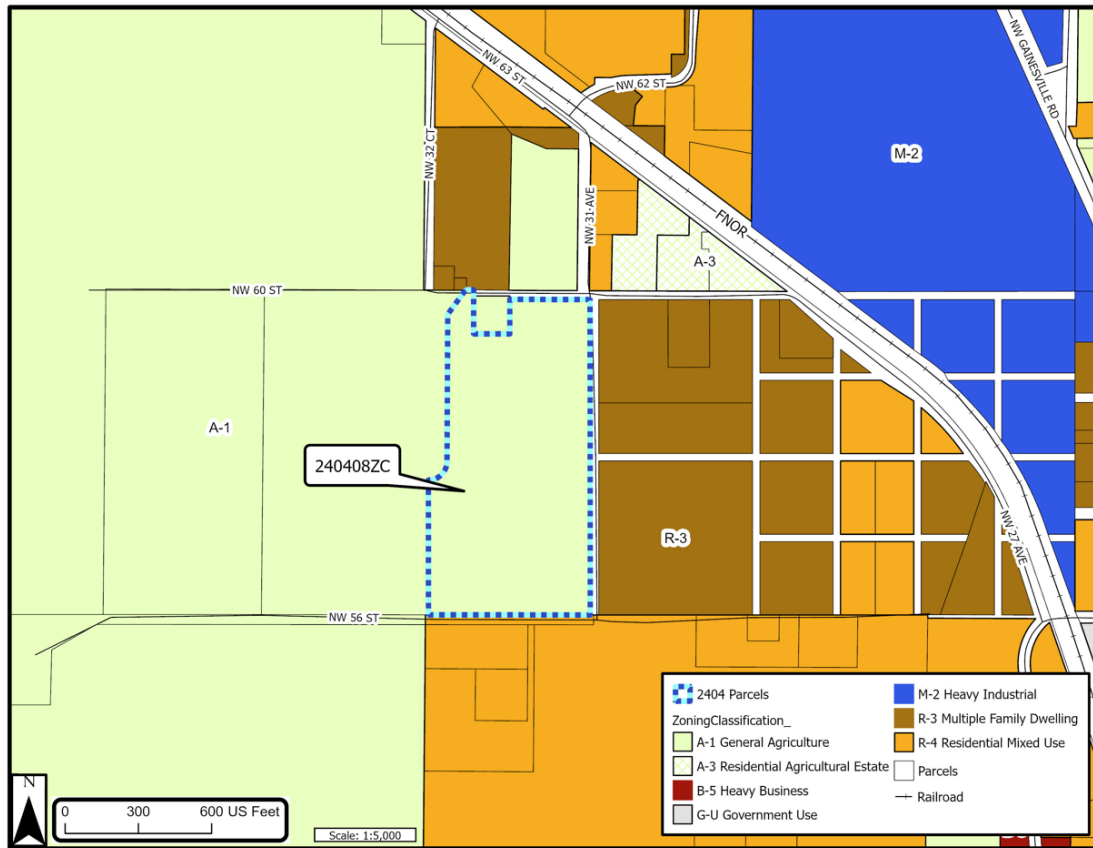 NW 63 ST
NW 62 ST
NW GAINESVILLE RD
NW 32 CT
M-2
NW 31 AVE
FNOR
A-3
NW 60 ST
A-1
240408ZC
R-3
NW 27 AVE
NW 56 ST
2404 Parcels
ZoningClassification_
A-1 General Agriculture
A-3 Residential Agricultural Estate
B-5 Heavy Business
G-U Government Use
M-2 Heavy Industrial
R-3 Multiple Family Dwelling
R-4 Residential Mixed Use
Parcels
Railroad
N
0 300 600 US Feet
Scale: 1:5,000